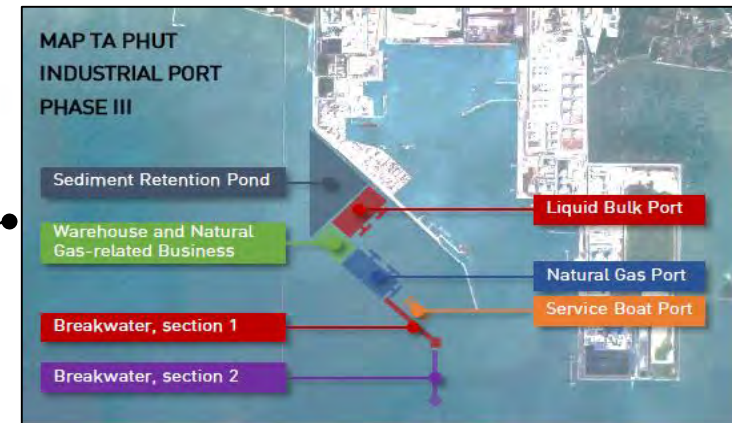 MAP TA PHUT
INDUSTRIAL PORT
PHASE III
Sediment Retention Pond
Liquid Bulk Port
Warehouse and Natural
Gas-related Business
Natural Gas Port
Service Boat Port
Breakwater, section 1
Breakwater, section 2